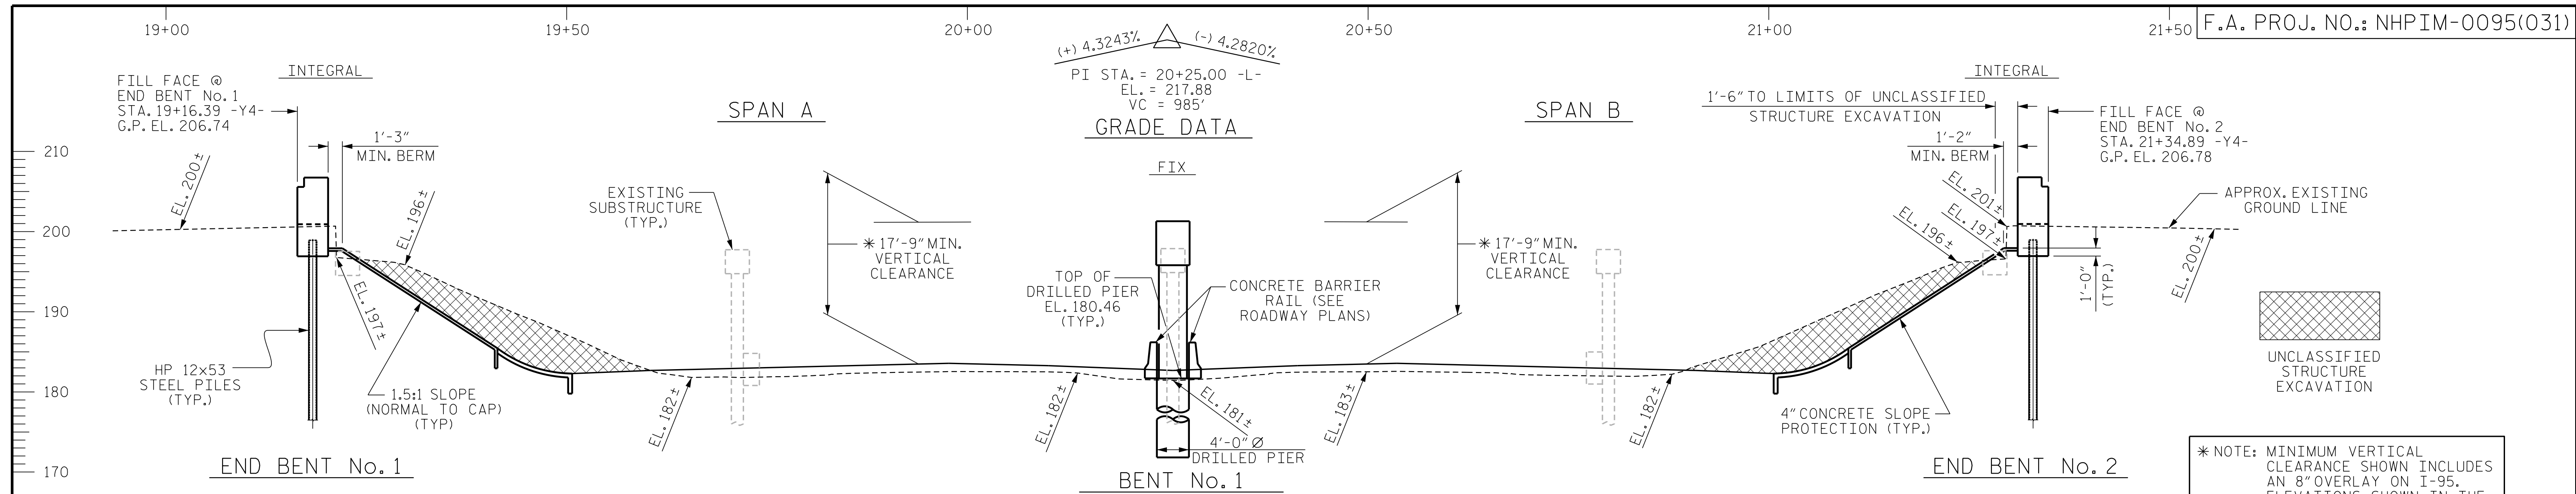 19+00
19+50
20+00
20+50
21+00
21+50
F.A. PROJ. NO.: NHPIM-0095(031)
(+) 4.3243%
(-) 4.2820%
PI STA. = 20+25.00 -L-
EL. = 217.88
VC = 985'
GRADE DATA
INTEGRAL
FILL FACE @
END BENT No. 1
STA. 19+16.39 -Y4-
G.P. EL. 206.74
1'-3"
MIN. BERM
SPAN A
SPAN B
INTEGRAL
1'-6" TO LIMITS OF UNCLASSIFIED
STRUCTURE EXCAVATION
1'-2"
MIN. BERM
FILL FACE @
END BENT No. 2
STA. 21+34.89 -Y4-
G.P. EL. 206.78
210
200
190
180
170
EL. 200±
EL. 196±
EL. 197±
EXISTING
SUBSTRUCTURE
(TYP.)
FIX
* 17'-9" MIN.
VERTICAL
CLEARANCE
TOP OF
DRILLED PIER
EL. 180.46
(TYP.)
CONCRETE BARRIER
RAIL (SEE
ROADWAY PLANS)
* 17'-9" MIN.
VERTICAL
CLEARANCE
EL. 201±
EL. 197±
EL. 196±
APPROX. EXISTING
GROUND LINE
1'-0"
(TYP.)
EL. 200±
HP 12x53
STEEL PILES
(TYP.)
1.5:1 SLOPE
(NORMAL TO CAP)
(TYP)
EL. 182±
EL. 182±
EL. 181±
EL. 183±
EL. 182±
4'-0" Ø
DRILLED PIER
4" CONCRETE SLOPE
PROTECTION (TYP.)
UNCLASSIFIED
STRUCTURE
EXCAVATION
END BENT No. 1
BENT No. 1
END BENT No. 2
* NOTE: MINIMUM VERTICAL
CLEARANCE SHOWN INCLUDES
AN 8" OVERLAY ON I-95.
ELEVATIONS SHOWN IN THE